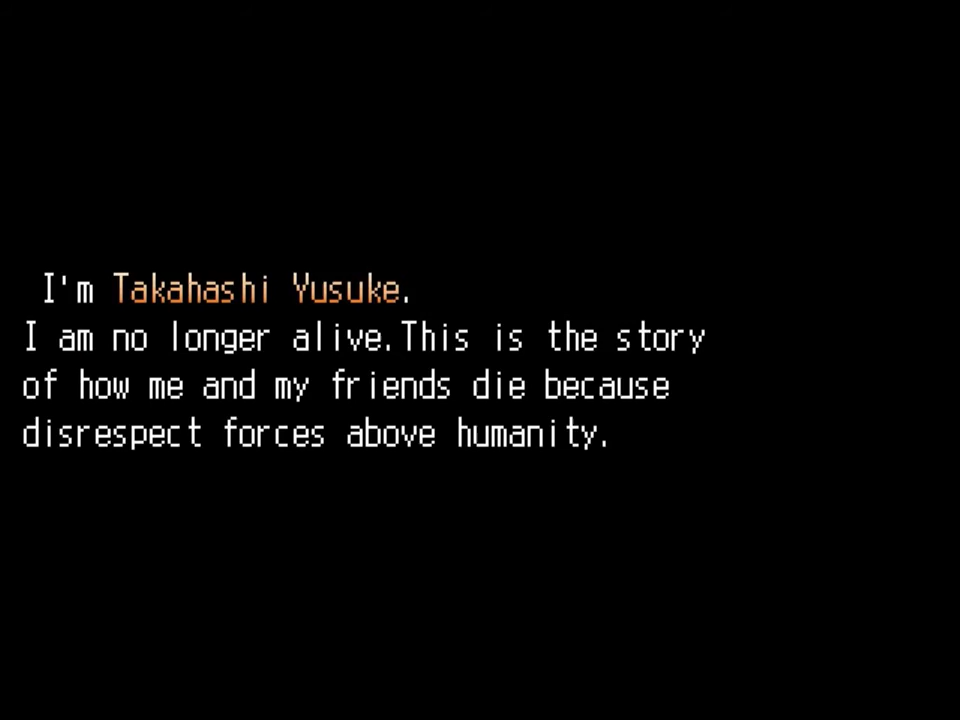 I'm Takahashi Yusuke.
I am no longer alive.This is the story
of how me and my friends die because
disrespect forces above humanity.